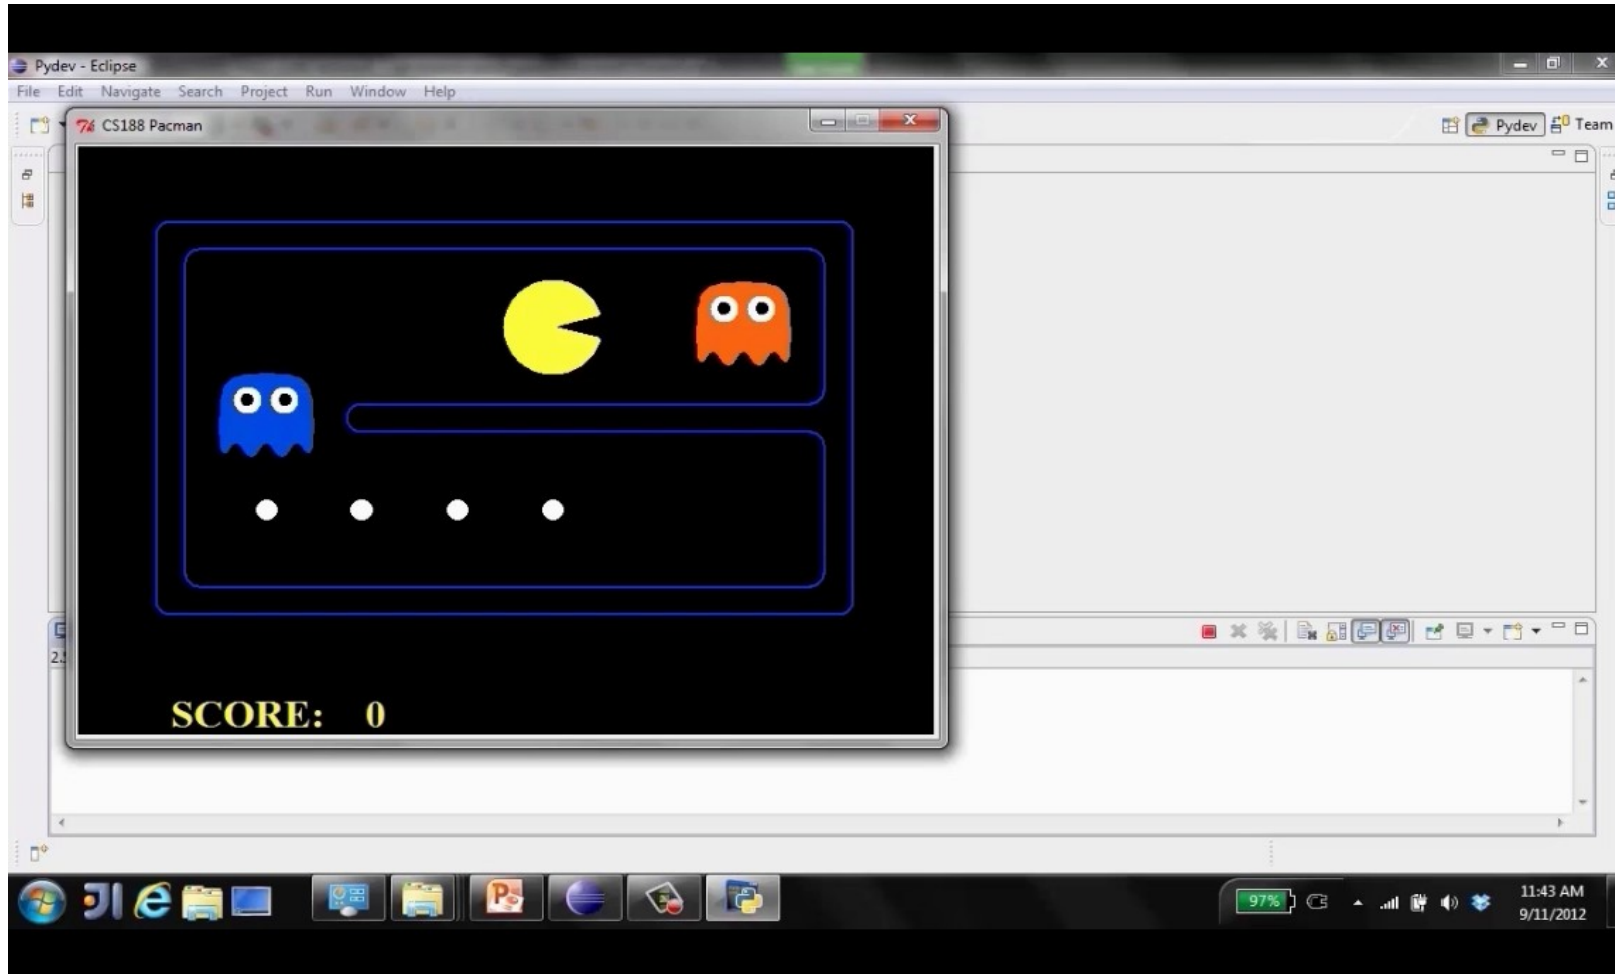 Pydev - Eclipse
File Edit Navigate Search Project Run Window Help
CS188 Pacman
Pydev Team
SCORE: 0
97%
11:43 AM
9/11/2012